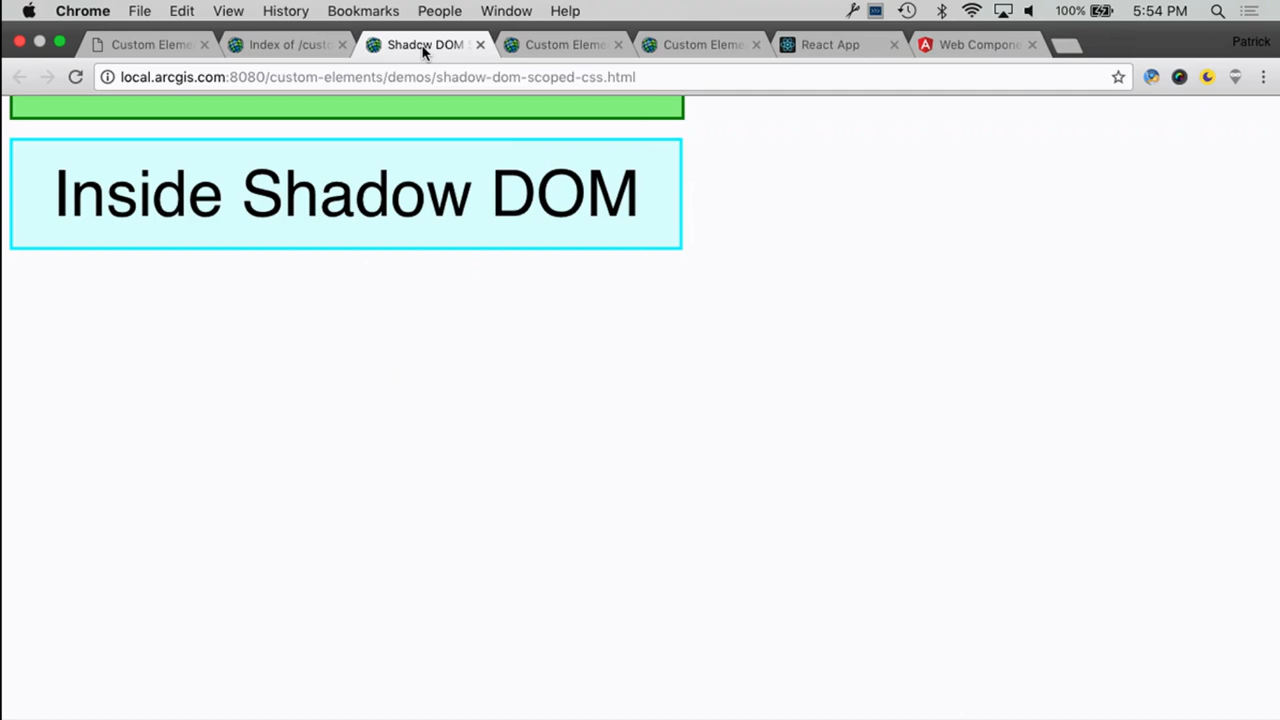 Chrome File Edit View History Bookmarks People Window Help 100% 5:54 PM
Custom Eleme Index of /custo Shadow DOM S Custom Eleme Custom Eleme React App Web Compone Patrick
local.arcgis.com:8080/custom-elements/demos/shadow-dom-scoped-css.html
Inside Shadow DOM